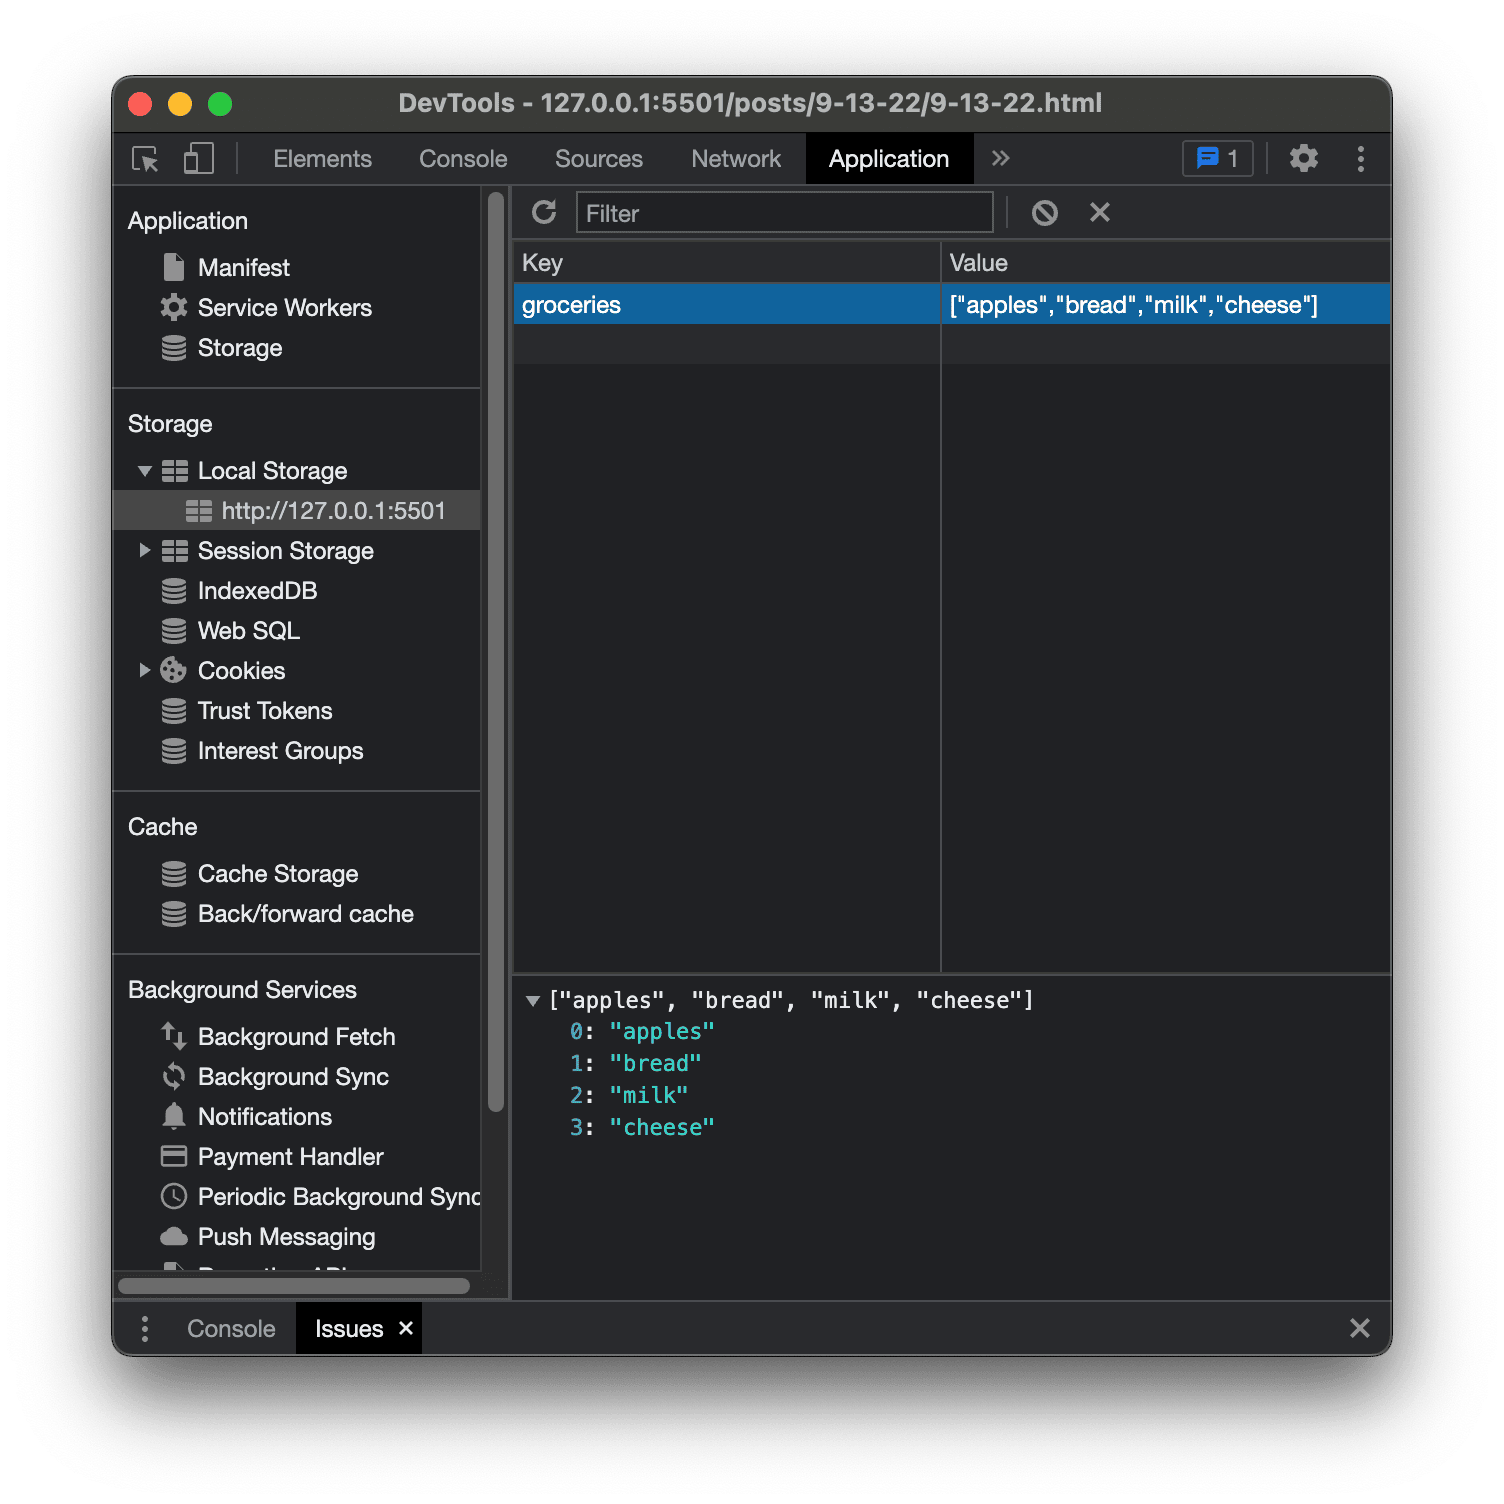 DevTools - 127.0.0.1:5501/posts/9-13-22/9-13-22.html
Elements Console Sources Network Application » 1
Filter
Application
Manifest
Service Workers
Storage
Storage
Local Storage
http://127.0.0.1:5501
Session Storage
IndexedDB
Web SQL
Cookies
Trust Tokens
Interest Groups
Cache
Cache Storage
Back/forward cache
Background Services
Background Fetch
Background Sync
Notifications
Payment Handler
Periodic Background Sync
Push Messaging
Key Value
groceries ["apples","bread","milk","cheese"]
["apples", "bread", "milk", "cheese"]
0: "apples"
1: "bread"
2: "milk"
3: "cheese"
Console Issues